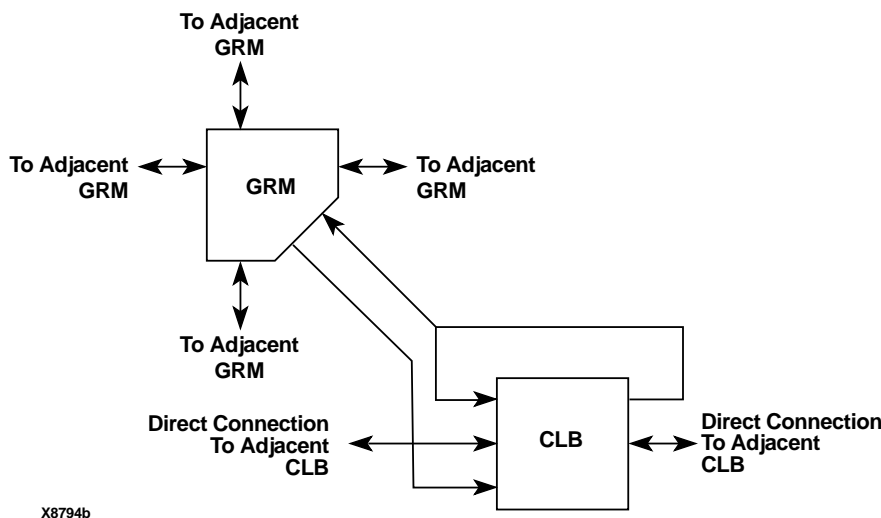 To Adjacent
GRM
To Adjacent
GRM
GRM
To Adjacent
GRM
To Adjacent
GRM
Direct Connection
To Adjacent
CLB
CLB
Direct Connection
To Adjacent
CLB
X8794b